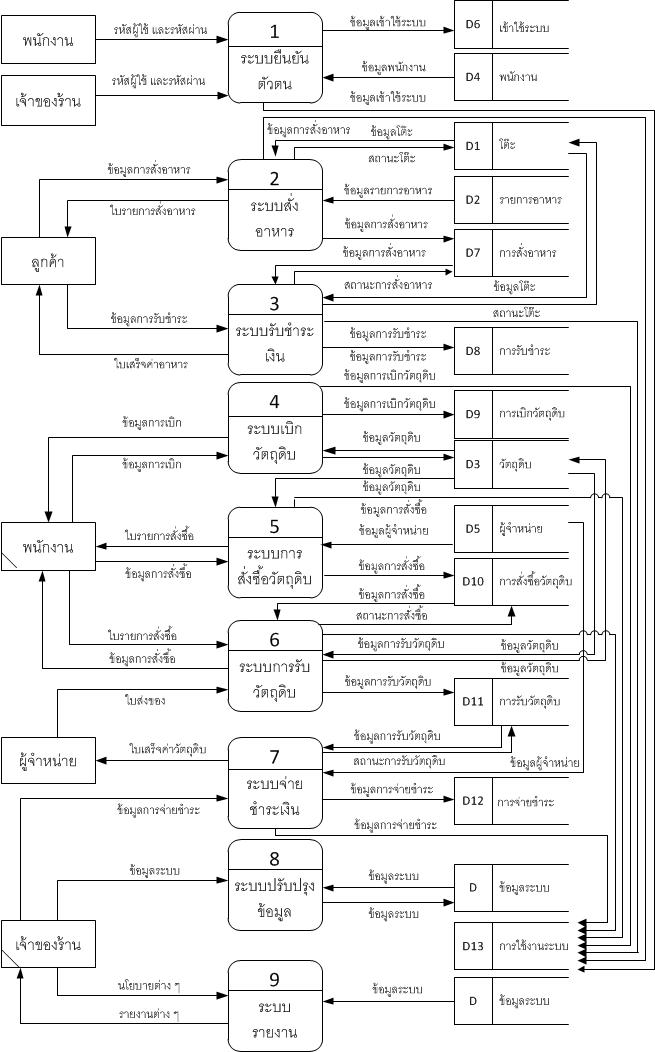 พนักงาน
รหัสผู้ใช้ และรหัสผ่าน
1
ระบบยืนยัน
ตัวตน
ข้อมูลเข้าใช้ระบบ
D6
เข้าใช้ระบบ
เจ้าของร้าน
รหัสผู้ใช้ และรหัสผ่าน
ข้อมูลพนักงาน
D4
พนักงาน
ข้อมูลเข้าใช้ระบบ
ข้อมูลการสั่งอาหาร
ข้อมูลโต๊ะ
D1
โต๊ะ
สถานะโต๊ะ
ข้อมูลการสั่งอาหาร
2
ระบบสั่ง
อาหาร
ข้อมูลรายการอาหาร
D2
รายการอาหาร
ใบรายการสั่งอาหาร
ข้อมูลการสั่งอาหาร
D7
การสั่งอาหาร
ลูกค้า
ข้อมูลการสั่งอาหาร
สถานะการสั่งอาหาร
ข้อมูลโต๊ะ
3
ระบบรับชำระ
เงิน
ข้อมูลการรับชำระ
สถานะโต๊ะ
ข้อมูลการรับชำระ
D8
การรับชำระ
ใบเสร็จค่าอาหาร
ข้อมูลการรับชำระ
ข้อมูลการเบิกวัตถุดิบ
4
ระบบเบิก
วัตถุดิบ
ข้อมูลการเบิกวัตถุดิบ
D9
การเบิกวัตถุดิบ
ข้อมูลการเบิก
ข้อมูลวัตถุดิบ
D3
วัตถุดิบ
ข้อมูลการเบิก
ข้อมูลวัตถุดิบ
ข้อมูลวัตถุดิบ
ข้อมูลการสั่งซื้อ
5
ระบบการ
สั่งซื้อวัตถุดิบ
ข้อมูลผู้จำหน่าย
D5
ผู้จำหน่าย
พนักงาน
ใบรายการสั่งซื้อ
ข้อมูลการสั่งซื้อ
ข้อมูลการสั่งซื้อ
D10
การสั่งซื้อวัตถุดิบ
ข้อมูลการสั่งซื้อ
สถานะการสั่งซื้อ
ใบรายการสั่งซื้อ
6
ระบบการรับ
วัตถุดิบ
ข้อมูลการรับวัตถุดิบ
ข้อมูลวัตถุดิบ
ข้อมูลการสั่งซื้อ
ข้อมูลวัตถุดิบ
ใบส่งของ
ข้อมูลการรับวัตถุดิบ
D11
การรับวัตถุดิบ
ข้อมูลการรับวัตถุดิบ
ผู้จำหน่าย
ใบเสร็จค่าวัตถุดิบ
7
ระบบจ่าย
ชำระเงิน
สถานะการรับวัตถุดิบ
ข้อมูลผู้จำหน่าย
ข้อมูลการจ่ายชำระ
ข้อมูลการจ่ายชำระ
D12
การจ่ายชำระ
ข้อมูลการจ่ายชำระ
8
ระบบปรับปรุง
ข้อมูล
ข้อมูลระบบ
ข้อมูลระบบ
D
ข้อมูลระบบ
ข้อมูลระบบ
เจ้าของร้าน
D13
การใช้งานระบบ
9
ระบบ
รายงาน
นโยบายต่าง ๆ
ข้อมูลระบบ
D
ข้อมูลระบบ
รายงานต่าง ๆ